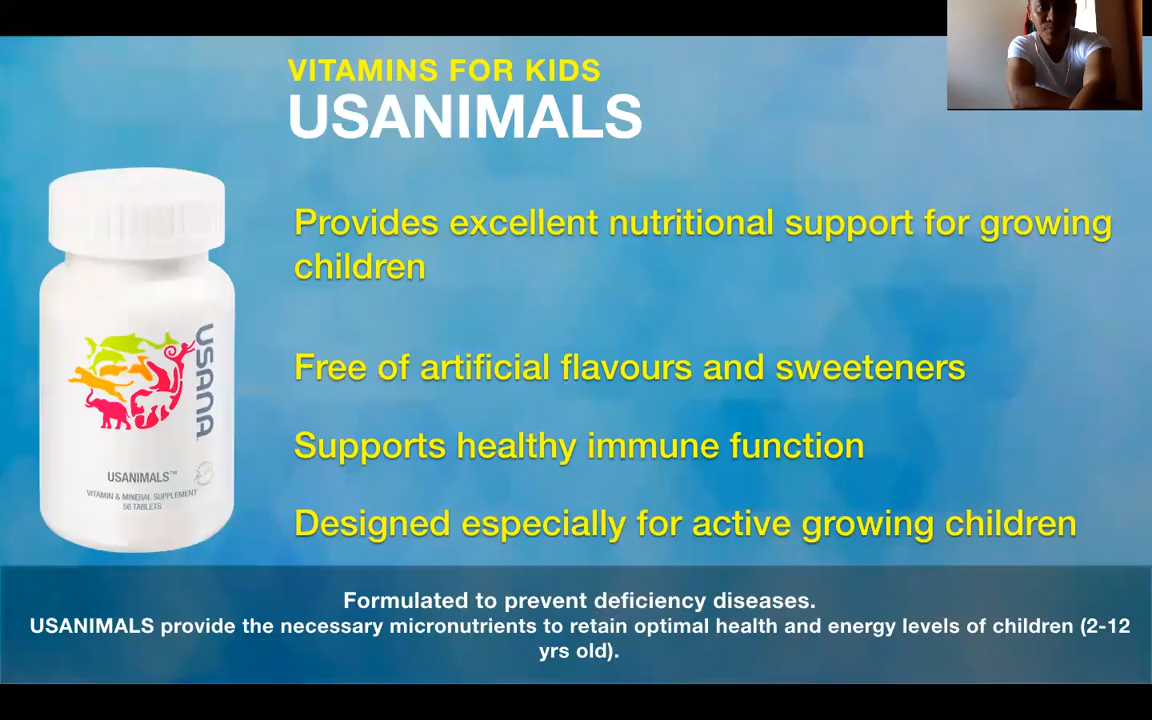 VITAMINS FOR KIDS
USANIMALS
Provides excellent nutritional support for growing
children
Free of artificial flavours and sweeteners
Supports healthy immune function
Designed especially for active growing children
USANA
USANIMALS™
VITAMIN & MINERAL SUPPLEMENT
56 TABLETS
Formulated to prevent deficiency diseases.
USANIMALS provide the necessary micronutrients to retain optimal health and energy levels of children (2-12
yrs old).